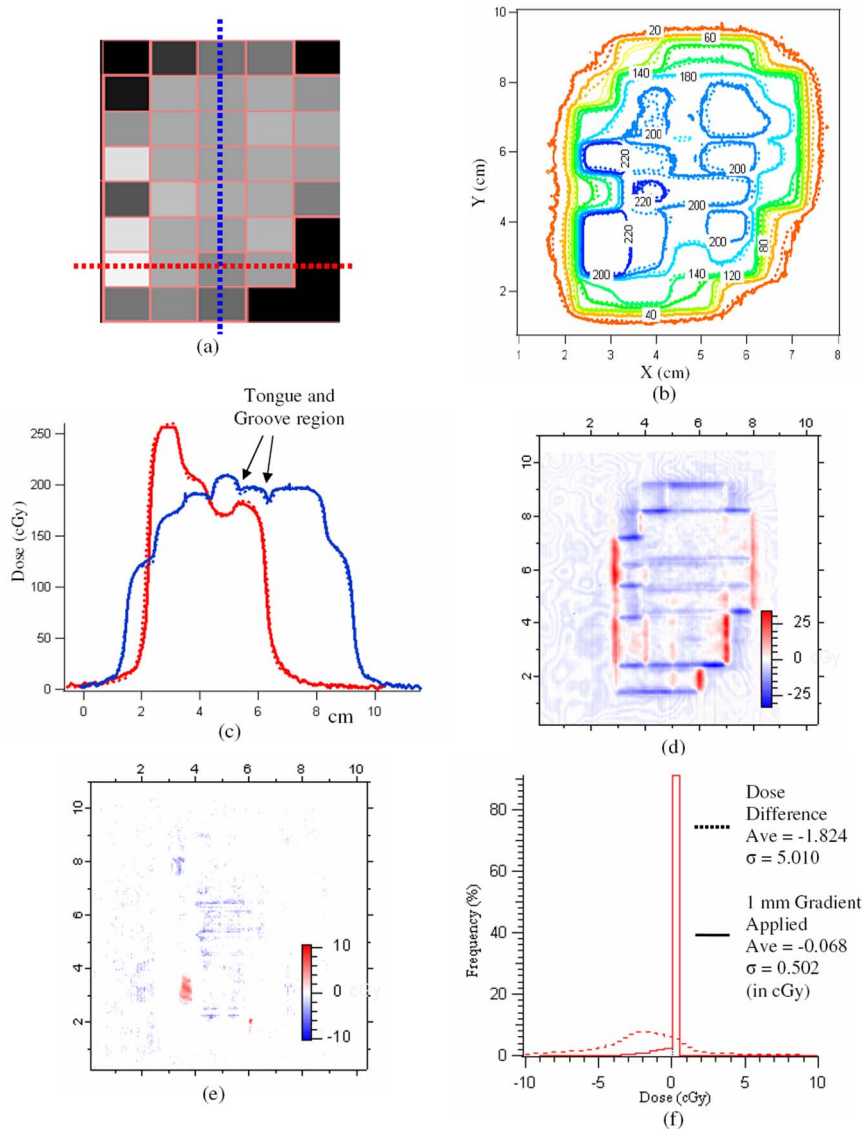 (a)
10
8
6
4
2
Y (cm)
20
60
140
180
200
220
200
220
200
200
220
200
140
120
80
40
1 2 3 4 5 6 7 8
X (cm)
(b)
Tongue and
Groove region
250
200
150
100
50
0
Dose (cGy)
0 2 4 6 8 10
cm
(c)
2 4 6 8 10
10
8
6
4
2
25
0
-25
cGy
(d)
2 4 6 8 10
10
8
6
4
2
10
0
-10
cGy
(e)
80
60
40
20
0
Frequency (%)
-10 -5 0 5 10
Dose (cGy)
Dose
Difference
Ave = -1.824
σ = 5.010
1 mm Gradient
Applied
Ave = -0.068
σ = 0.502
(in cGy)
(f)